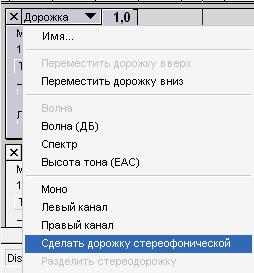 Дорожка 1,0
Имя...
Переместить дорожку вверх
Переместить дорожку вниз
Волна
Волна (ДБ)
Спектр
Высота тона (EAC)
Моно
Левый канал
Правый канал
Сделать дорожку стереофонической
Разделить стереодорожку
Dis